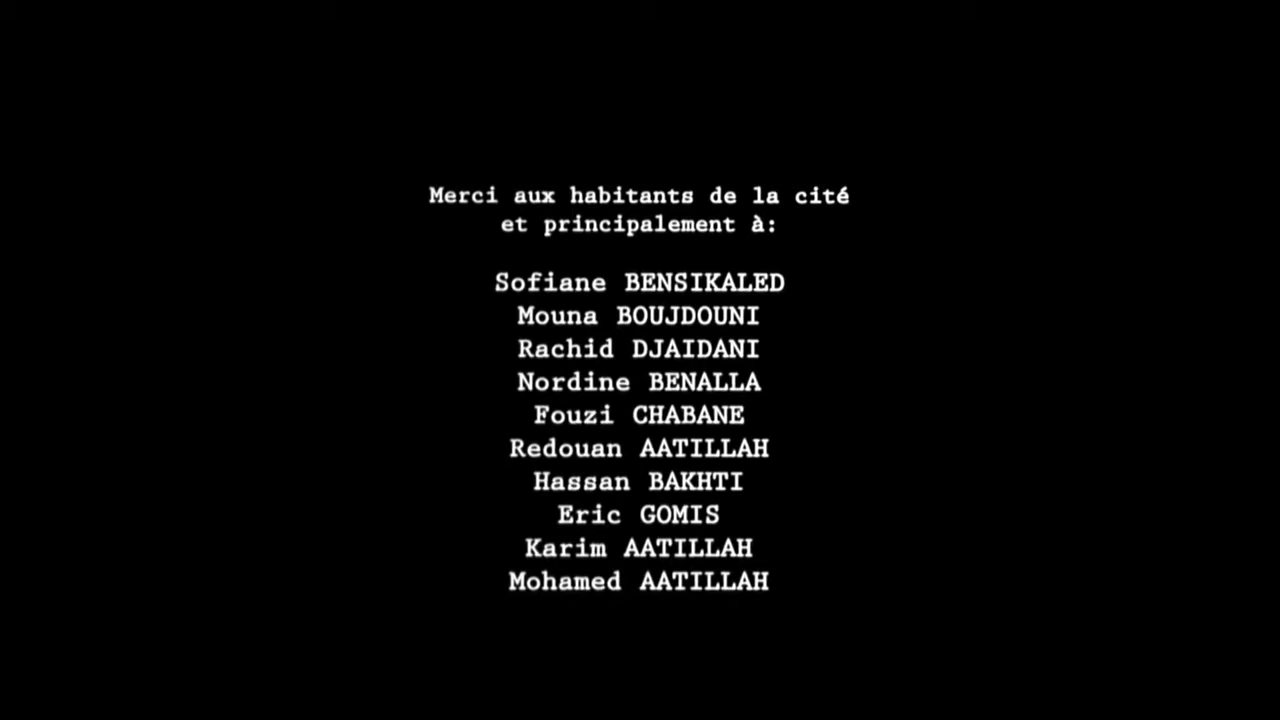 Merci aux habitants de la cité
et principalement à:
Sofiane BENSIKALED
Mouna BOUJDOUNI
Rachid DJAIDANI
Nordine BENALLA
Fouzi CHABANE
Redouan AATILLAH
Hassan BAKHTI
Eric GOMIS
Karim AATILLAH
Mohamed AATILLAH